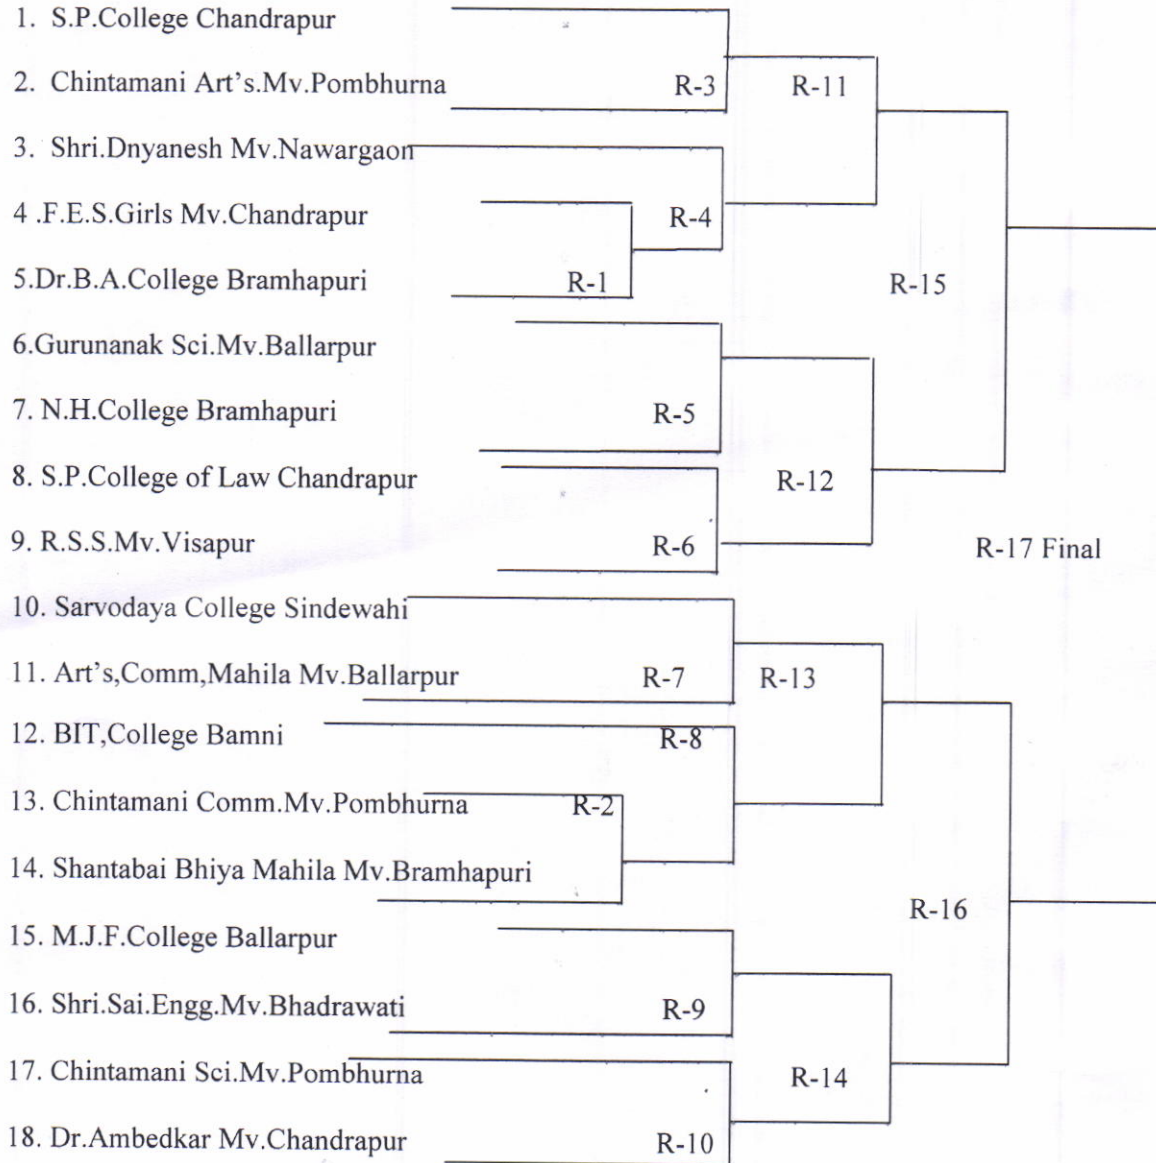 1. S.P.College Chandrapur
2. Chintamani Art's.Mv.Pombhurna
R-3
R-11
3. Shri.Dnyanesh Mv.Nawargaon
4 .F.E.S.Girls Mv.Chandrapur
R-4
5.Dr.B.A.College Bramhapuri
R-1
R-15
6.Gurunanak Sci.Mv.Ballarpur
7. N.H.College Bramhapuri
R-5
8. S.P.College of Law Chandrapur
R-12
9. R.S.S.Mv.Visapur
R-6
R-17 Final
10. Sarvodaya College Sindewahi
11. Art's,Comm,Mahila Mv.Ballarpur
R-7
R-13
12. BIT,College Bamni
R-8
13. Chintamani Comm.Mv.Pombhurna
R-2
14. Shantabai Bhiya Mahila Mv.Bramhapuri
R-16
15. M.J.F.College Ballarpur
16. Shri.Sai.Engg.Mv.Bhadrawati
R-9
17. Chintamani Sci.Mv.Pombhurna
R-14
18. Dr.Ambedkar Mv.Chandrapur
R-10